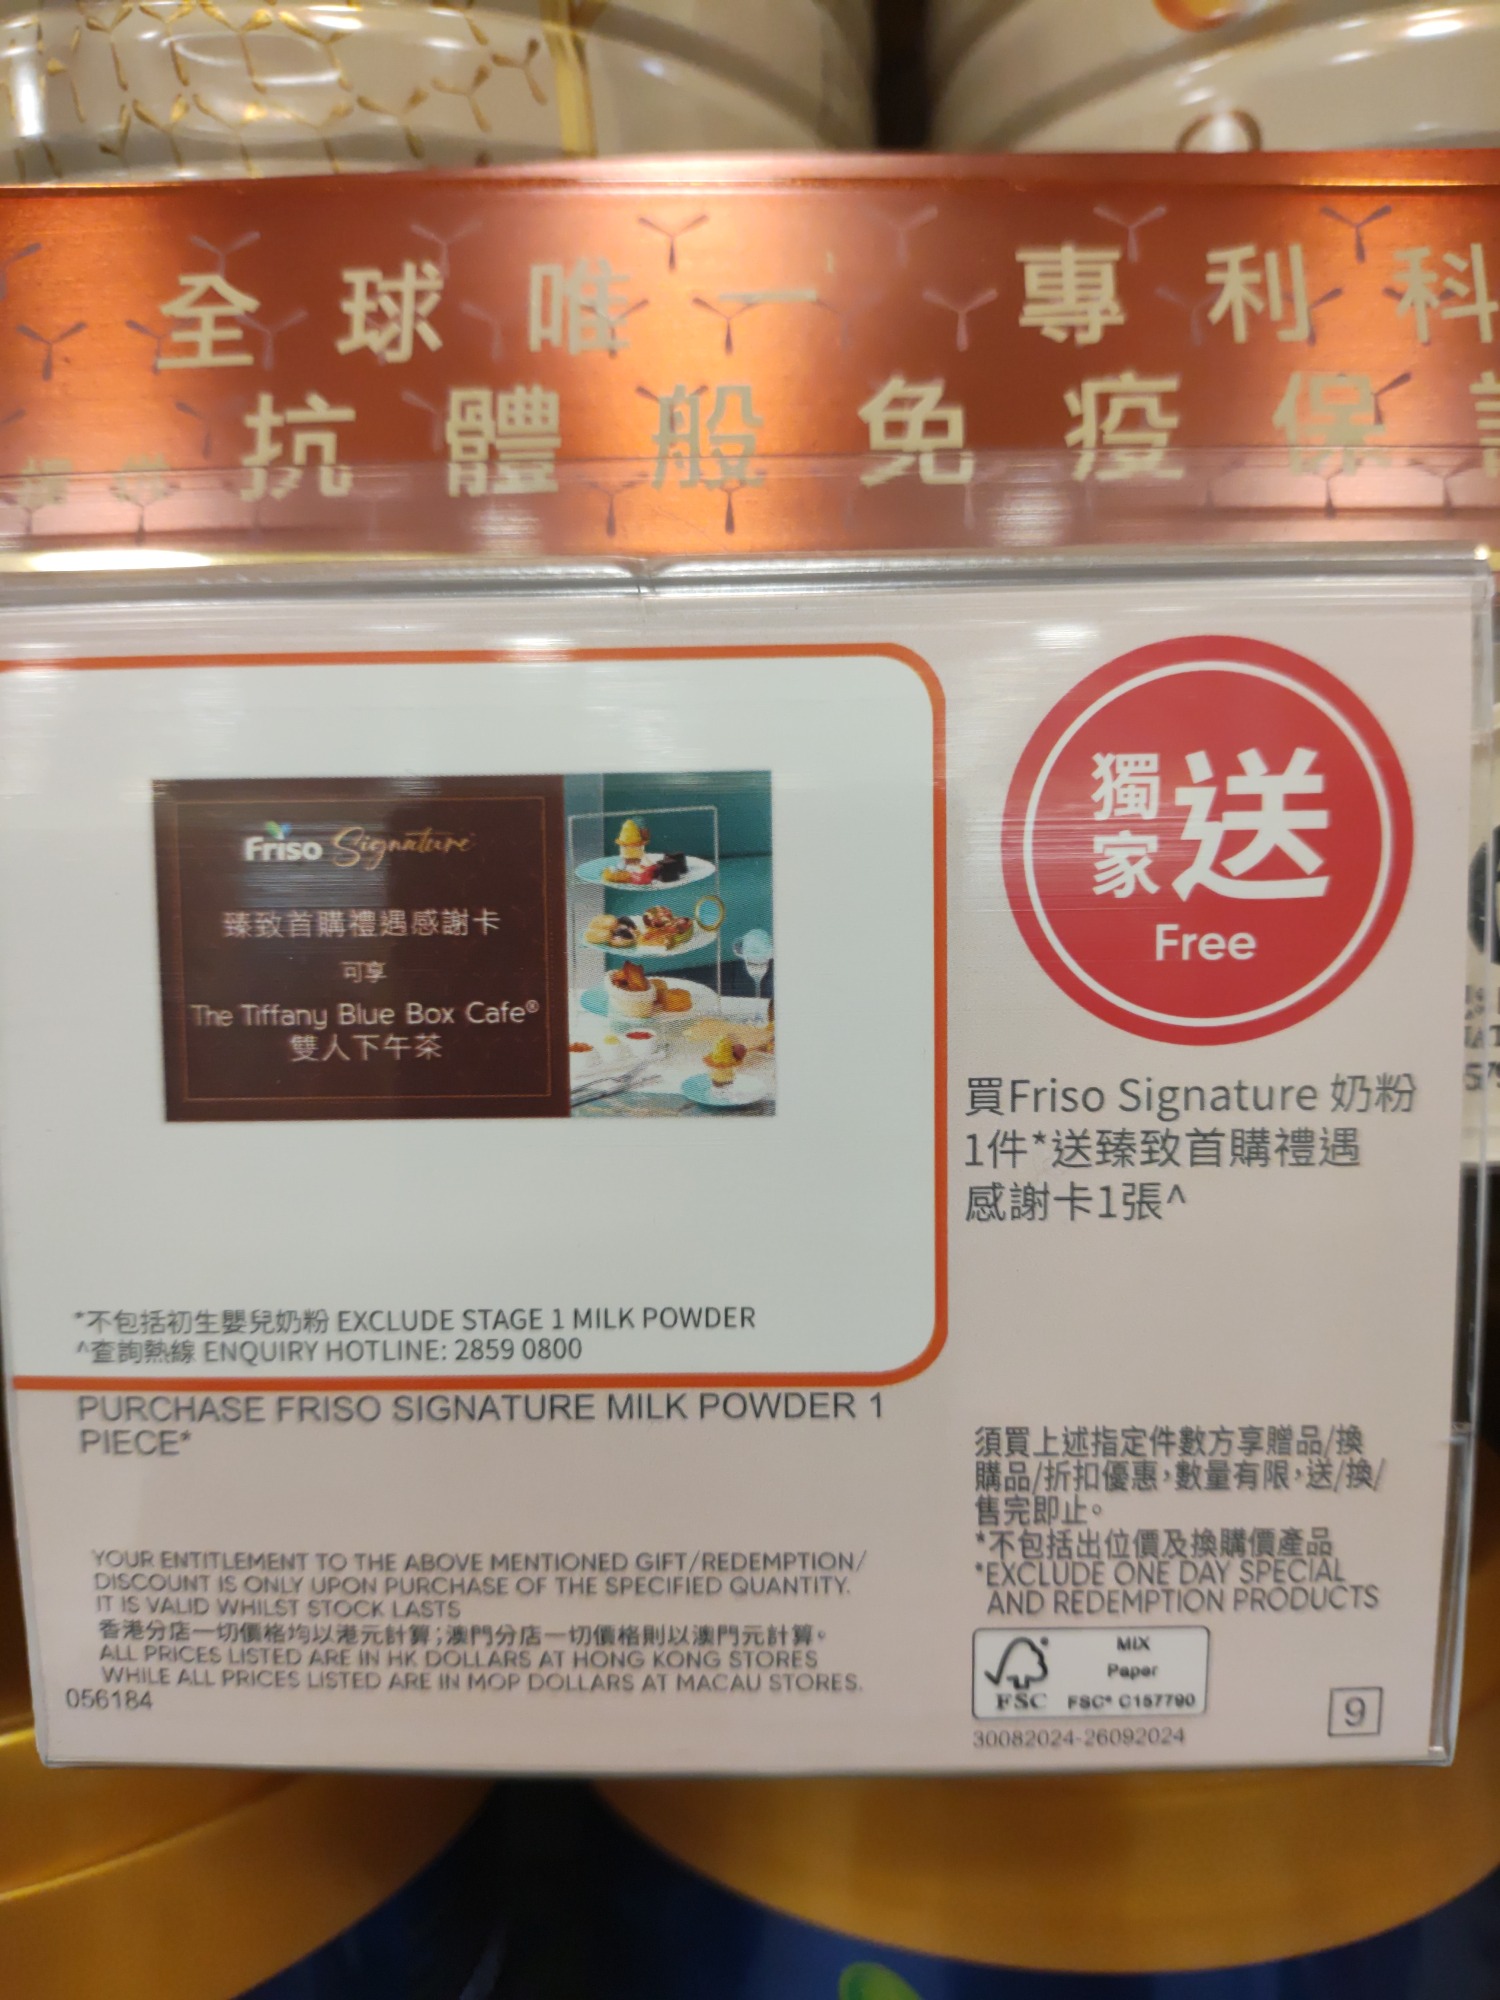 全球唯一 專利科
抗體般免疫保
Friso Signature
臻致首購禮遇感謝卡
可享
The Tiffany Blue Box Cafe®
雙人下午茶
獨家送
Free
買Friso Signature 奶粉
1件*送臻致首購禮遇
感謝卡1張^
*不包括初生嬰兒奶粉 EXCLUDE STAGE 1 MILK POWDER
^查詢熱線 ENQUIRY HOTLINE: 2859 0800
PURCHASE FRISO SIGNATURE MILK POWDER 1
PIECE*
須買上述指定件數方享贈品/換
購品/折扣優惠，數量有限，送/換/
售完即止。
*不包括出位價及換購價產品
*EXCLUDE ONE DAY SPECIAL
AND REDEMPTION PRODUCTS
YOUR ENTITLEMENT TO THE ABOVE MENTIONED GIFT/REDEMPTION/
DISCOUNT IS ONLY UPON PURCHASE OF THE SPECIFIED QUANTITY.
IT IS VALID WHILST STOCK LASTS
香港分店一切價格均以港元計算；澳門分店一切價格則以澳門元計算。
ALL PRICES LISTED ARE IN HK DOLLARS AT HONG KONG STORES
WHILE ALL PRICES LISTED ARE IN MOP DOLLARS AT MACAU STORES.
056184
MIX
Paper
FSC FSC® C157790
30082024-26092024
9